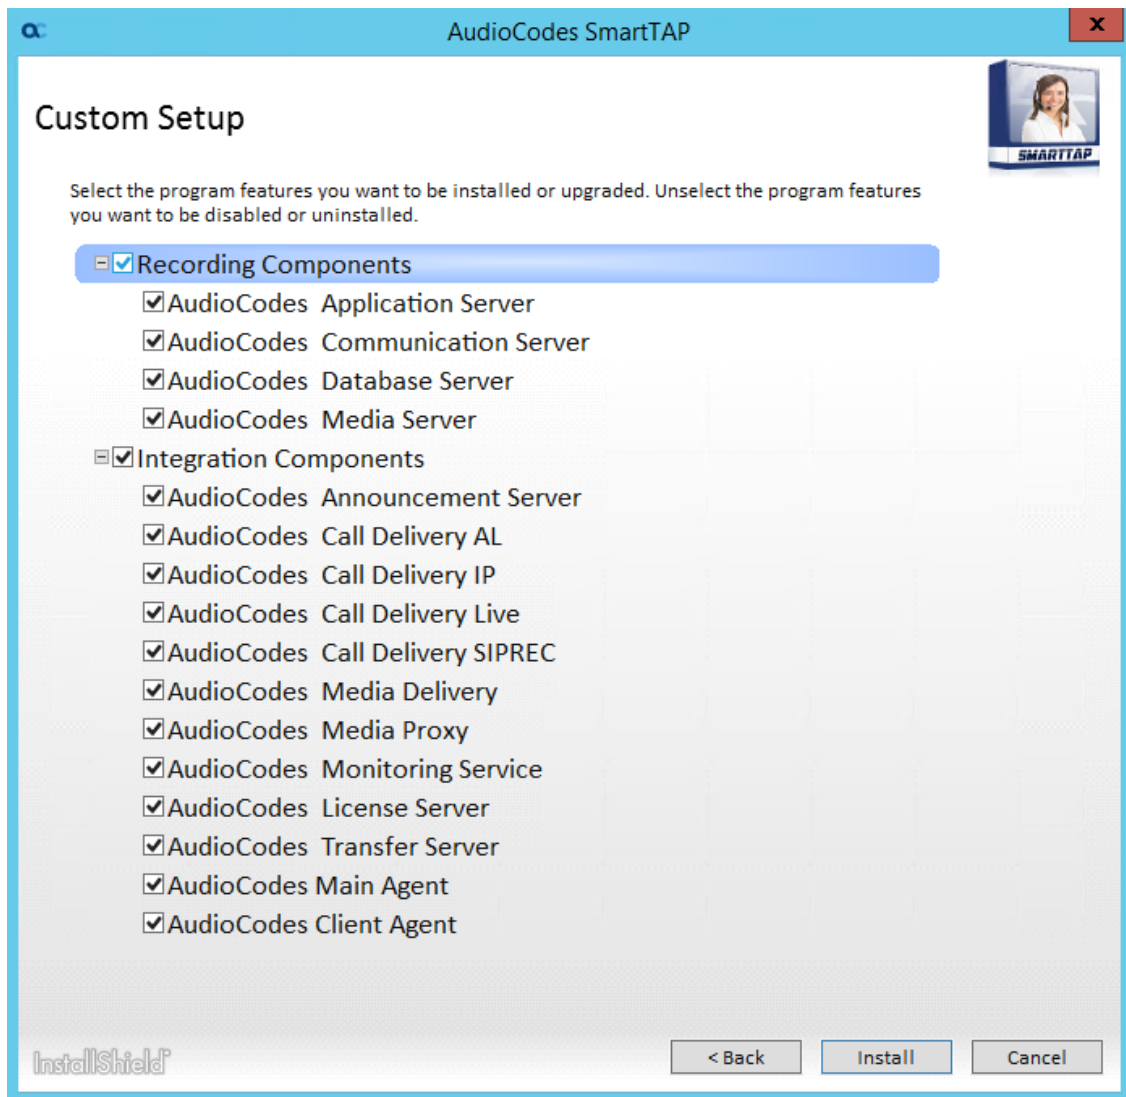 AudioCodes SmartTAP
x
SMARTTAP
Custom Setup
Select the program features you want to be installed or upgraded. Unselect the program features
you want to be disabled or uninstalled.
Recording Components
AudioCodes Application Server
AudioCodes Communication Server
AudioCodes Database Server
AudioCodes Media Server
Integration Components
AudioCodes Announcement Server
AudioCodes Call Delivery AL
AudioCodes Call Delivery IP
AudioCodes Call Delivery Live
AudioCodes Call Delivery SIPREC
AudioCodes Media Delivery
AudioCodes Media Proxy
AudioCodes Monitoring Service
AudioCodes License Server
AudioCodes Transfer Server
AudioCodes Main Agent
AudioCodes Client Agent
InstallShield
< Back
Install
Cancel